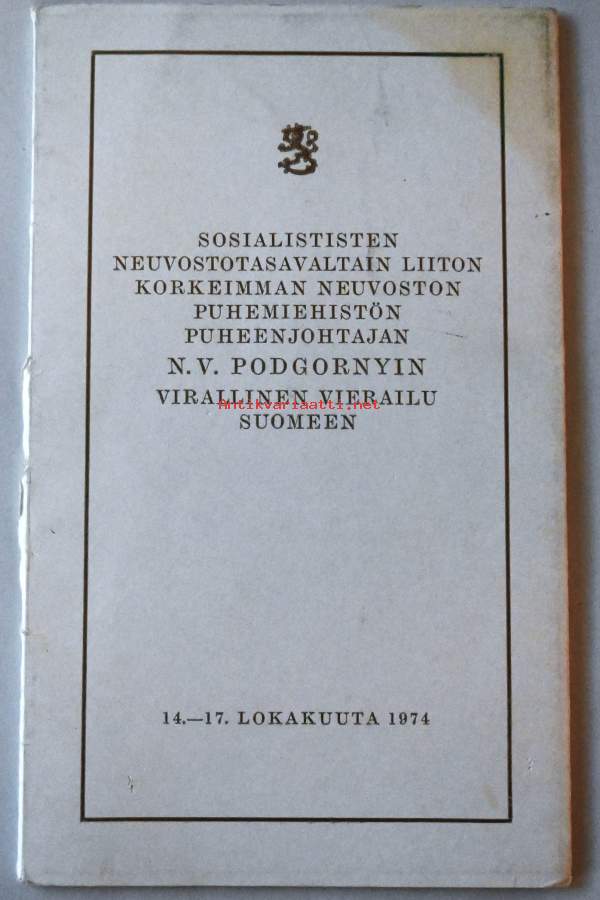 SOSIALISTISTEN
NEUVOSTOTASAVALTAIN LIITON
KORKEIMMAN NEUVOSTON
PUHEMIEHISTÖN
PUHEENJOHTAJAN
N. V. PODGORNYIN
VIRALLINEN VIERAILU
Antikvariaatti.net
SUOMEEN
14.—17. LOKAKUUTA 1974